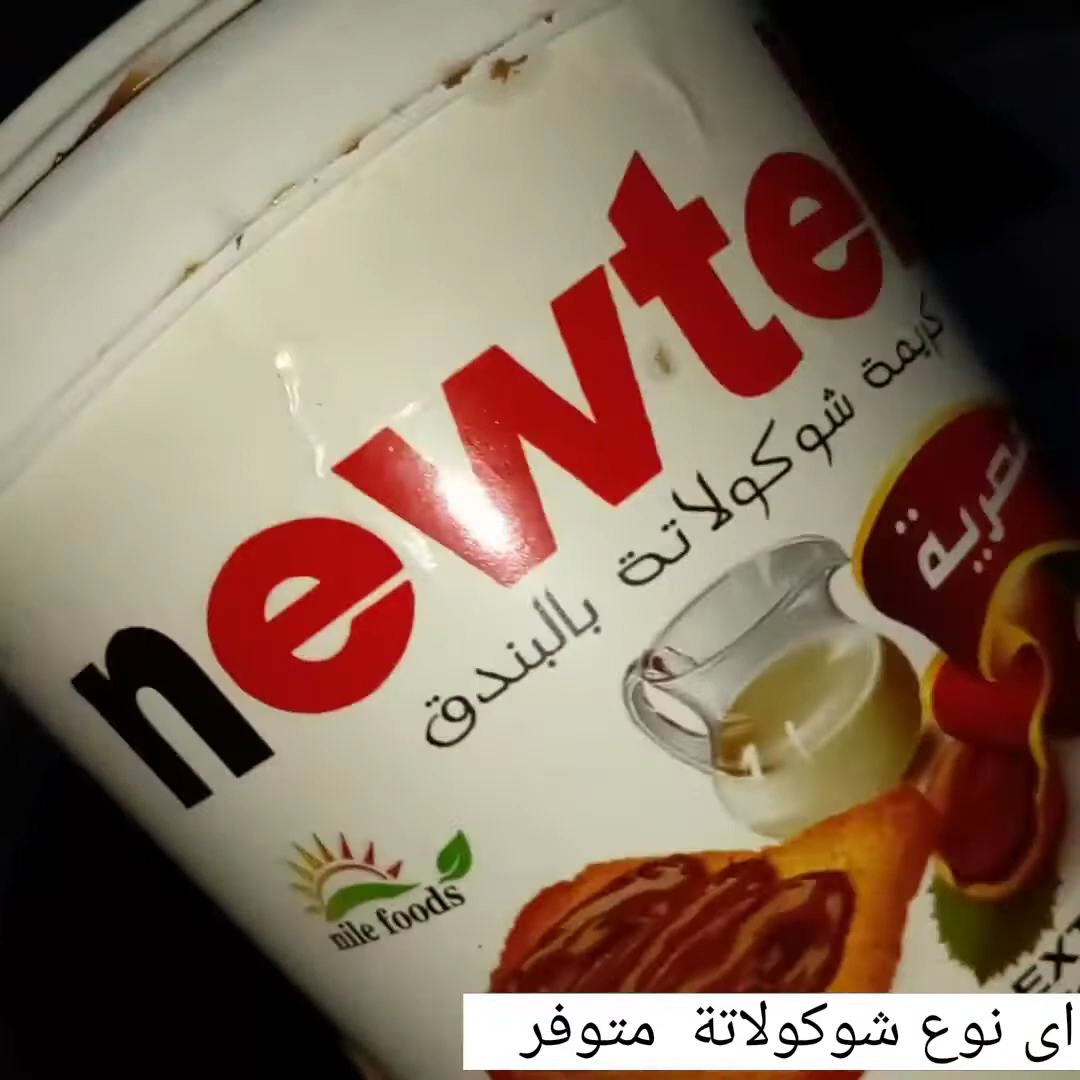 newte
كريمة شوكولاتة بالبندق
nile foods
اى نوع شوكولاتة متوفر